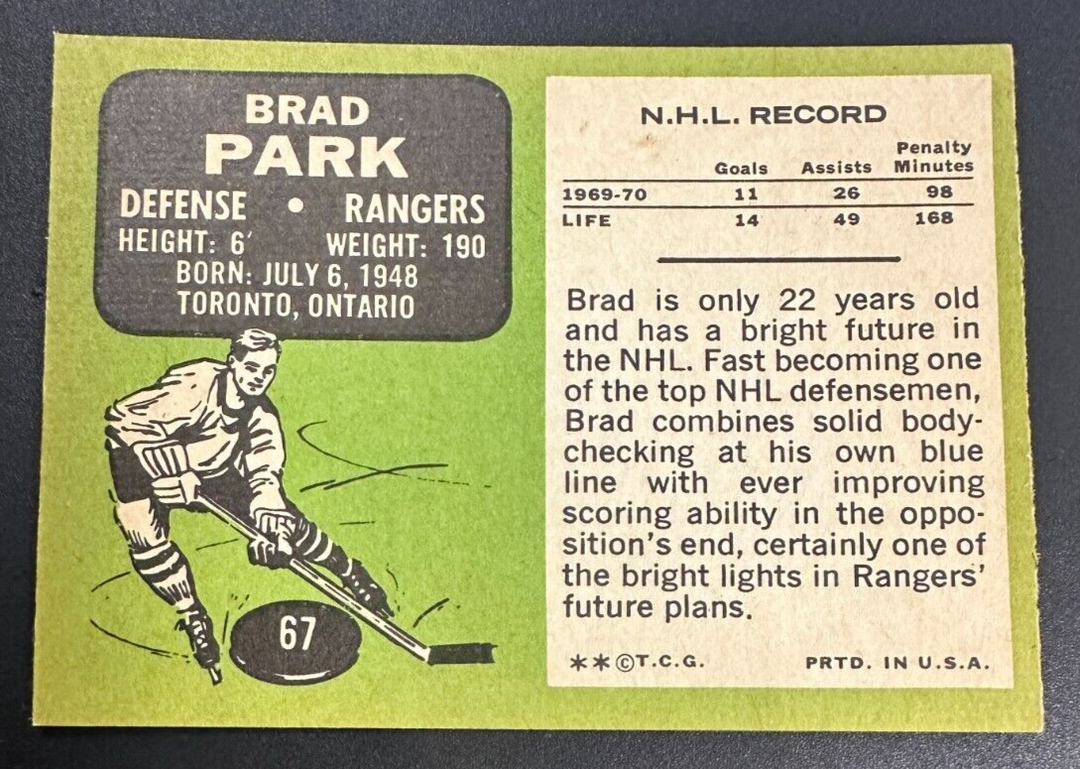 BRAD
PARK
DEFENSE • RANGERS
HEIGHT: 6' WEIGHT: 190
BORN: JULY 6, 1948
TORONTO, ONTARIO
67
N.H.L. RECORD
Goals Assists Penalty Minutes
1969-70 11 26 98
LIFE 14 49 168
Brad is only 22 years old
and has a bright future in
the NHL. Fast becoming one
of the top NHL defensemen,
Brad combines solid body-
checking at his own blue
line with ever improving
scoring ability in the oppo-
sition's end, certainly one of
the bright lights in Rangers'
future plans.
**©T.C.G. PRTD. IN U.S.A.